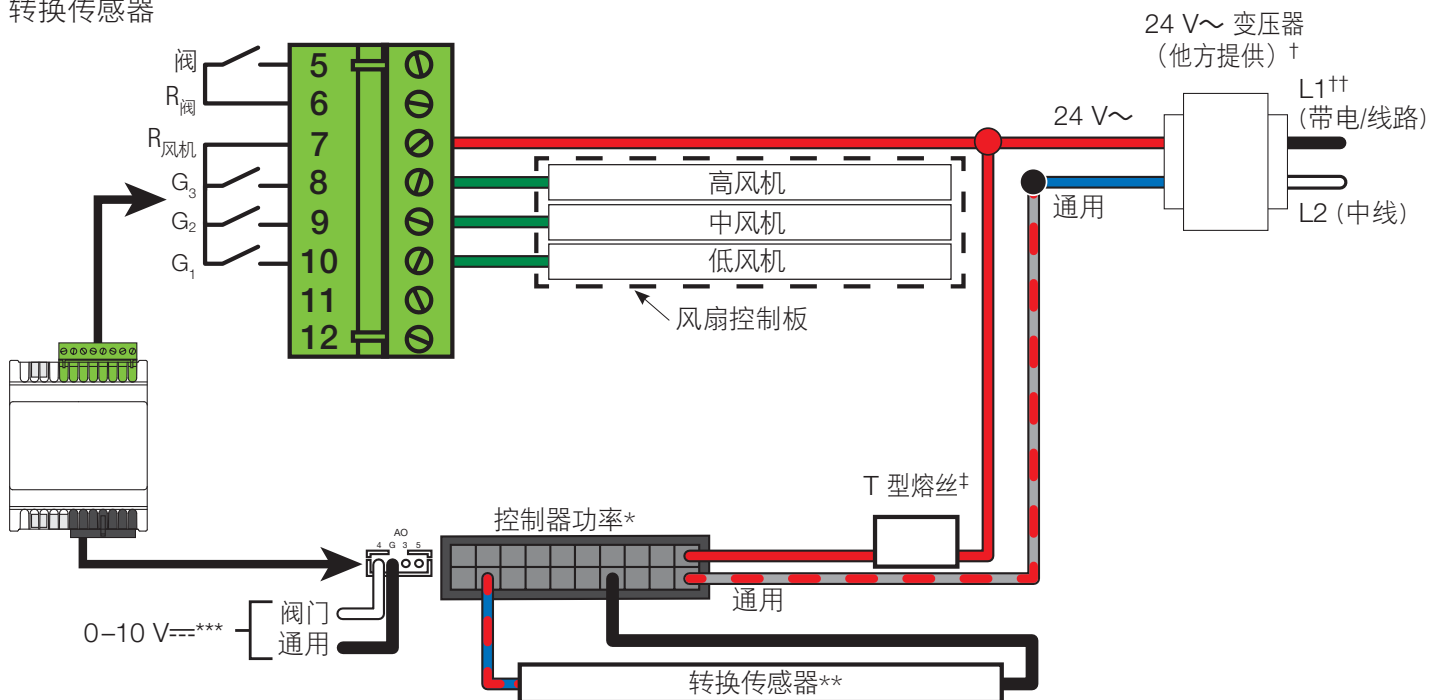 转换传感器
24 V～ 变压器
（他方提供）†
L1††
（带电/线路）
24 V～
L2 (中线)
通用
阀
R阀
R风机
G3
G2
G1
5
6
7
8
9
10
11
12
高风机
中风机
低风机
风扇控制板
T 型熔丝‡
控制器功率*
AO
4 G 3 5
通用
0–10 V⎓***
阀门
通用
转换传感器**